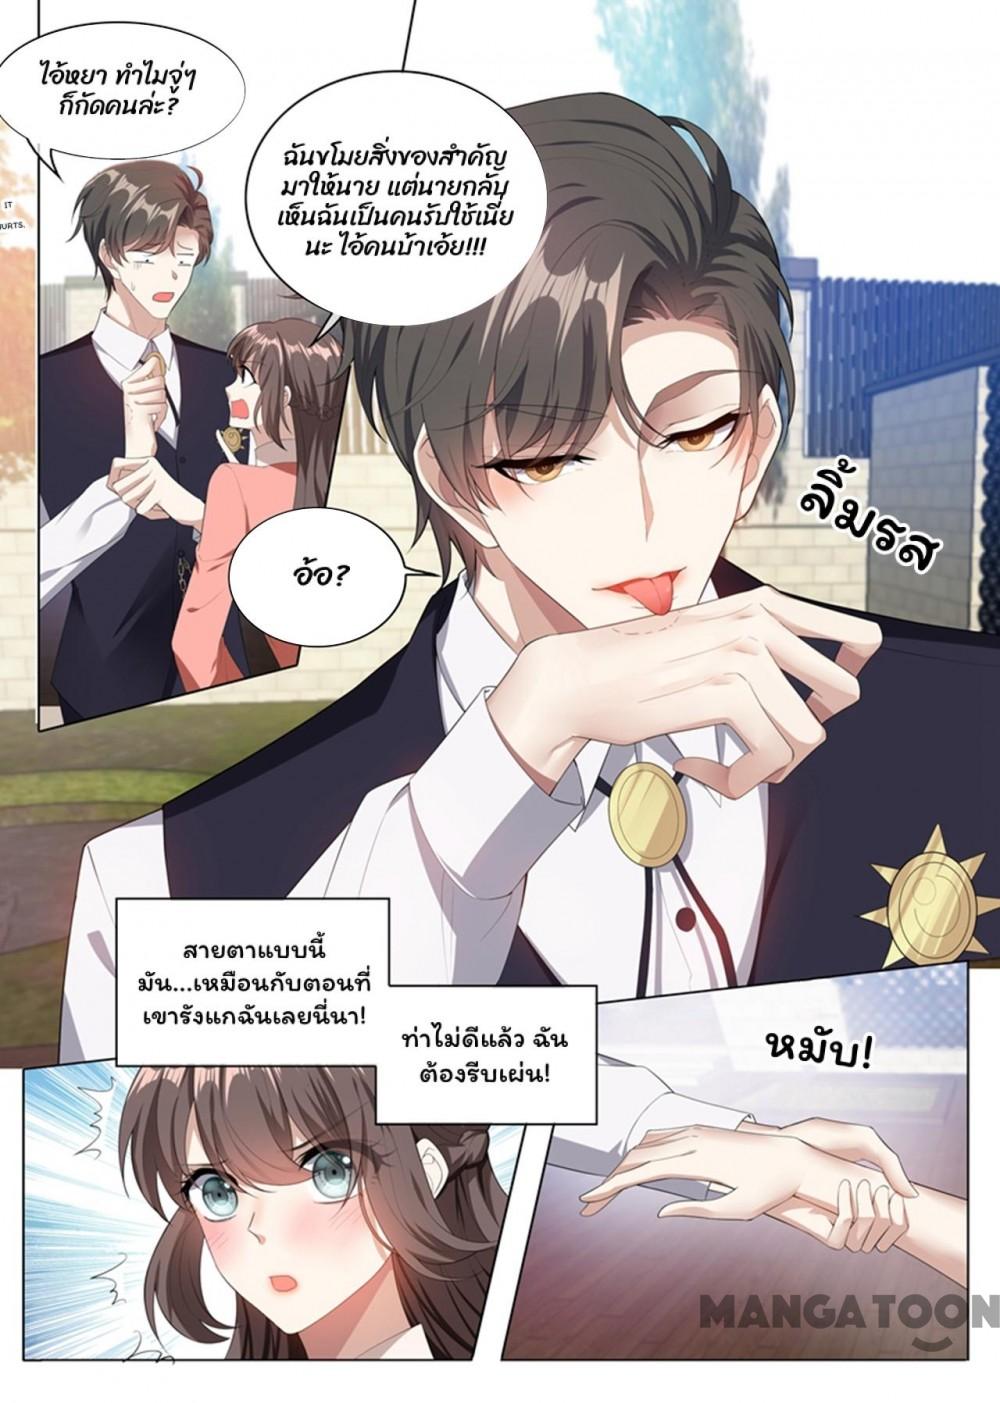 ไอ้หยา ทำไมจู่ๆ
ก็กัดคนล่ะ?
IT
HURTS.
ฉันขโมยสิ่งของสำคัญ
มาให้นาย แต่นายกลับ
เห็นฉันเป็นคนรับใช้เนี่ย
นะ ไอ้คนบ้าเอ้ย!!!
อ้อ?
ลิ้มรส
สายตาแบบนี้
มัน...เหมือนกับตอนที่
เขารังแกฉันเลยนี่นา!
ท่าไม่ดีแล้ว ฉัน
ต้องรีบเผ่น!
หมับ!
MANGATOON